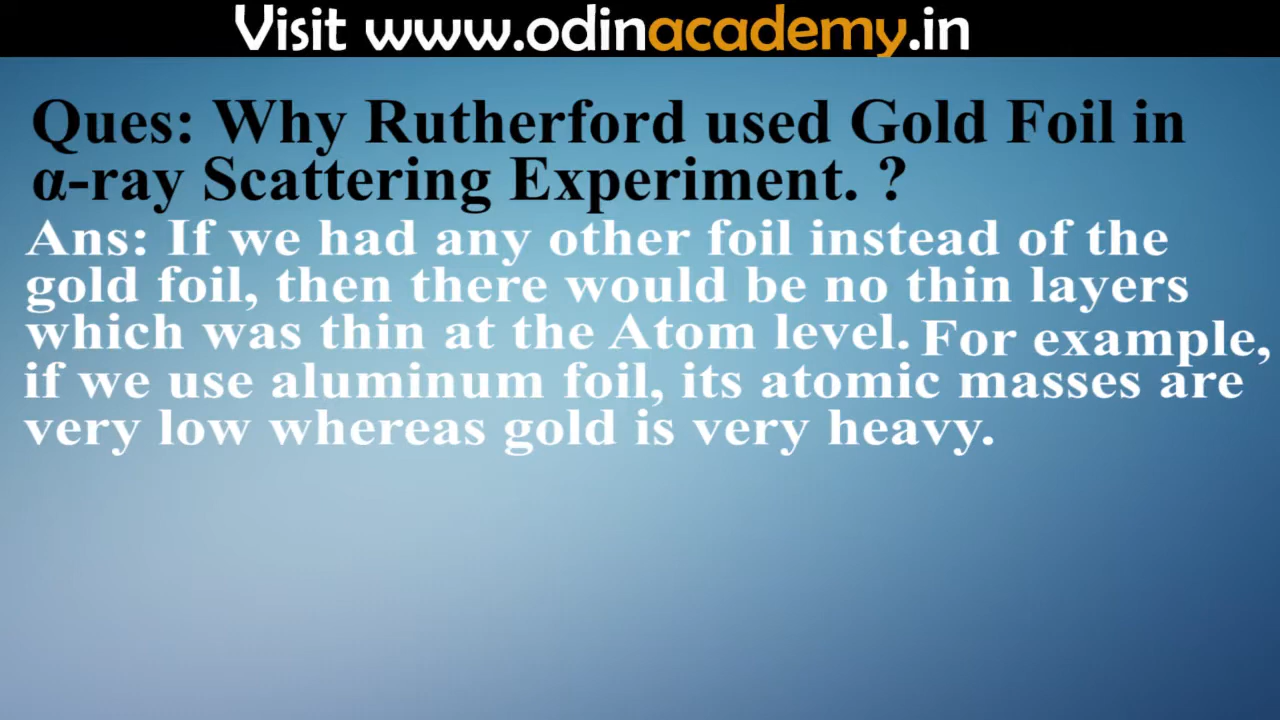 Visit www.odinacademy.in
Ques: Why Rutherford used Gold Foil in
α-ray Scattering Experiment. ?
Ans: If we had any other foil instead of the
gold foil, then there would be no thin layers
which was thin at the Atom level. For example,
if we use aluminum foil, its atomic masses are
very low whereas gold is very heavy.